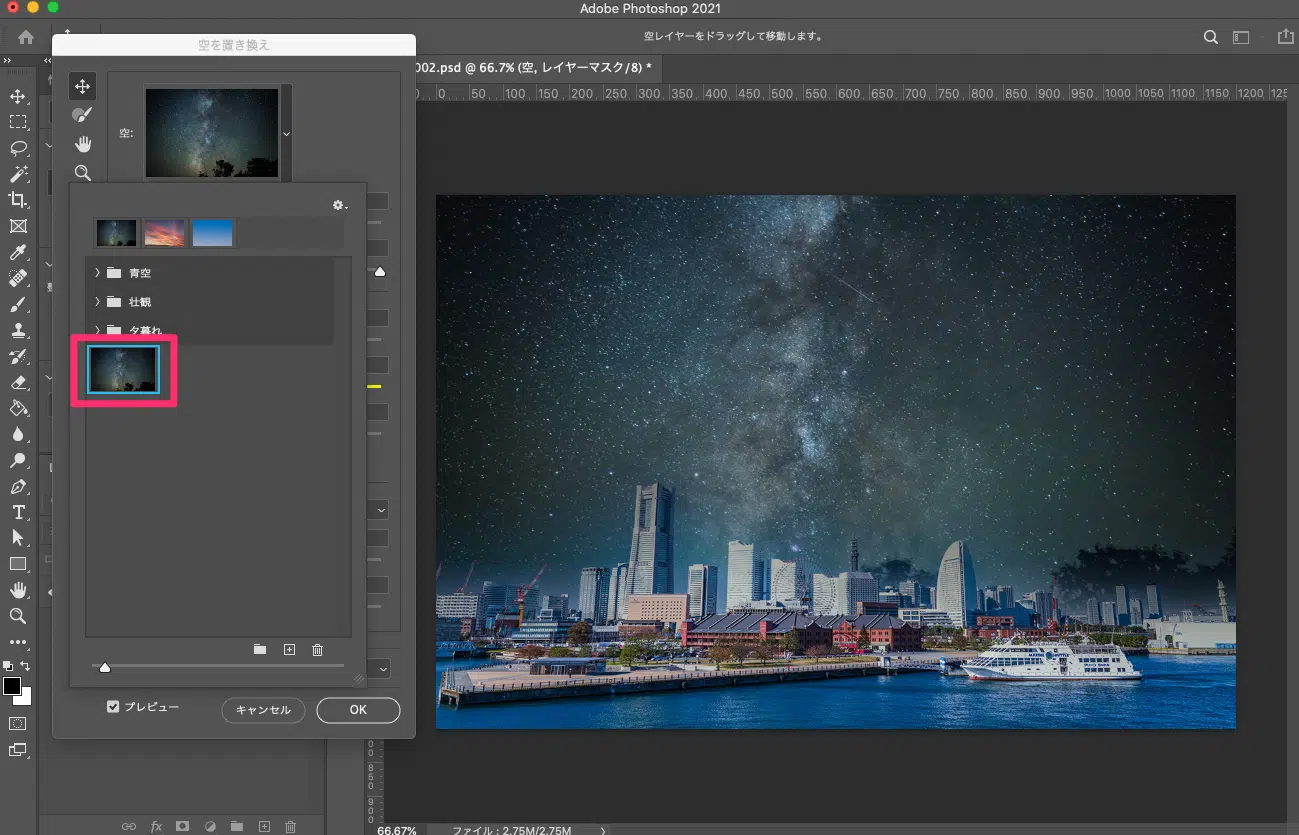 Adobe Photoshop 2021
空レイヤーをドラッグして移動します。
空を置き換え
002.psd @ 66.7% (空, レイヤーマスク/8) *
0 50 100 150 200 250 300 350 400 450 500 550 600 650 700 750 800 850 900 950 1000 1050 1100 1150 1200 125
空:
青空
壮観
夕暮れ
プレビュー
キャンセル
OK
fx
66.67%
ファイル : 2.75M/2.75M